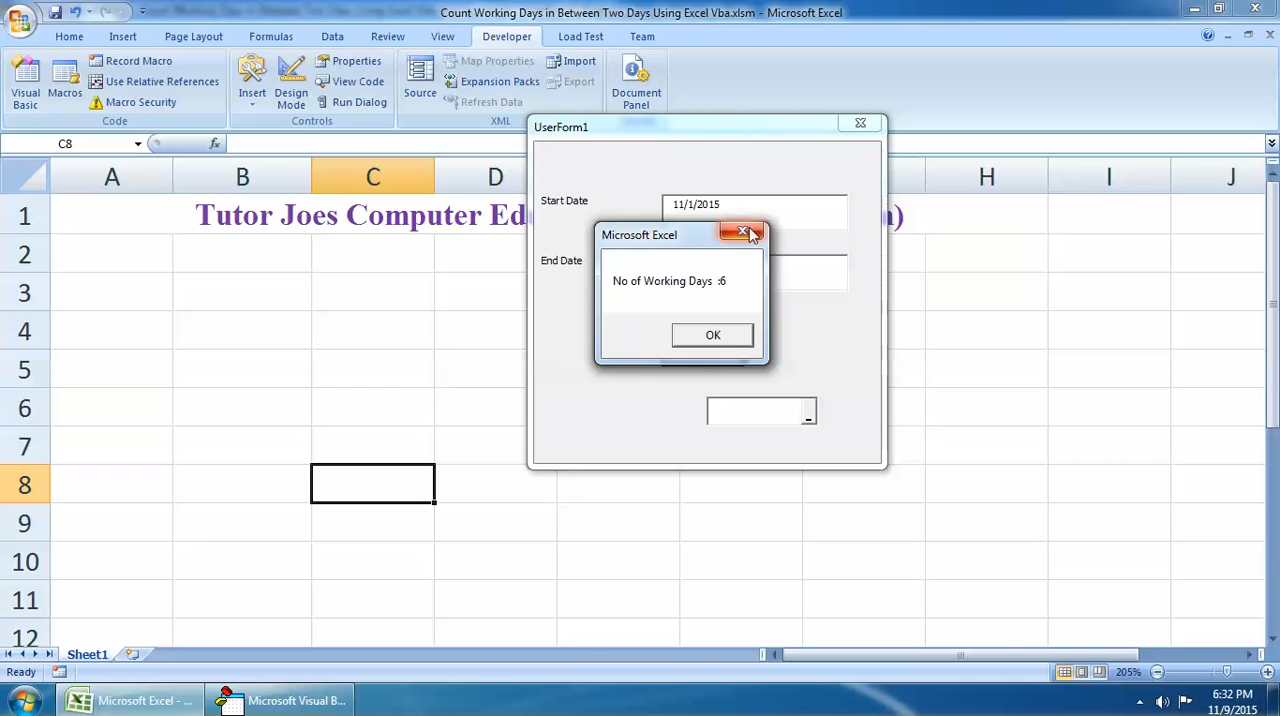 Count Working Days in Between Two Days Using Excel Vba.xlsm - Microsoft Excel
Home Insert Page Layout Formulas Data Review View Developer Load Test Team
Visual Basic
Macros
Record Macro
Use Relative References
Macro Security
Code
Insert
Design Mode
Properties
View Code
Run Dialog
Controls
Source
Map Properties
Expansion Packs
Refresh Data
Import
Export
XML
Document Panel
C8
fx
UserForm1
A B C D H I J
1 Tutor Joes Computer Ed
2
3
4
5
6
7
8
9
10
11
12
Start Date 11/1/2015
End Date
Microsoft Excel
No of Working Days :6
OK
Sheet1
Ready
205%
Microsoft Excel - ...
Microsoft Visual B...
6:32 PM
11/9/2015